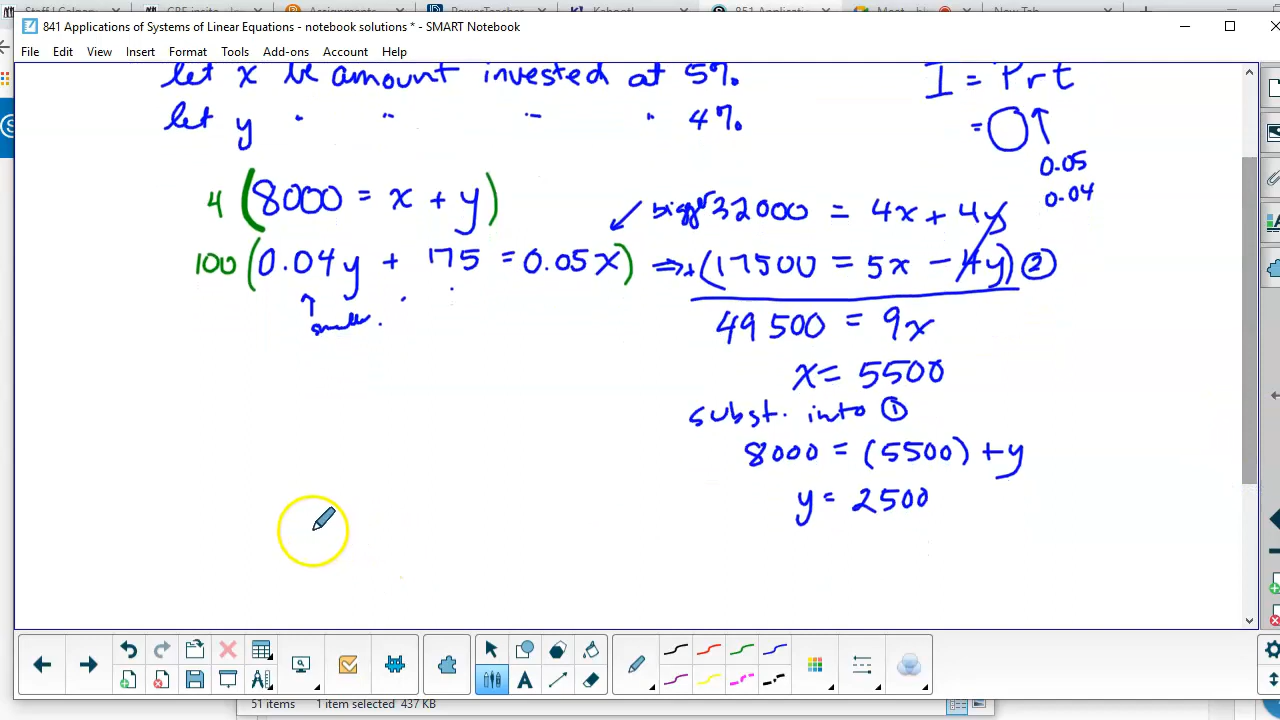 841 Applications of Systems of Linear Equations - notebook solutions * - SMART Notebook
File Edit View Insert Format Tools Add-ons Account Help
let x be amount invested at 5%.
let y " " " " 4%.
I = Prt
=
0.05
0.04
4 (8000 = x + y)
100 (0.04y + 175 = 0.05x)
smaller
bigger
32000 = 4x + 4y
⇒ +(17500 = 5x - 4y) ②
49 500 = 9x
x = 5500
subst. into ①
8000 = (5500) + y
y = 2500
51 items 1 item selected 437 KB